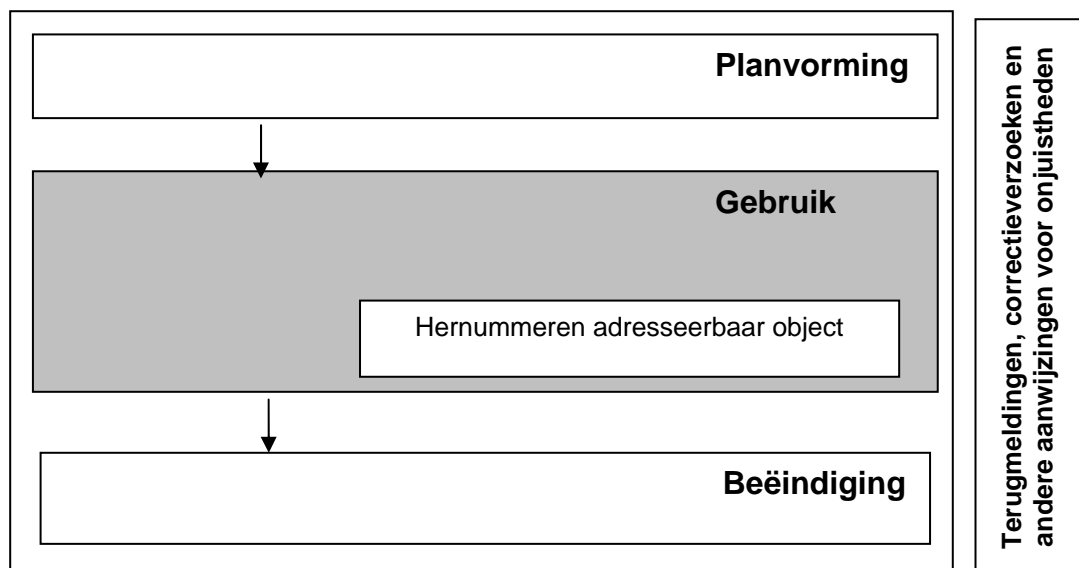 Planvorming
Gebruik
Hernummeren adresseerbaar object
Beëindiging
Terugmeldingen, correctieverzoeken en
andere aanwijzingen voor onjuistheden